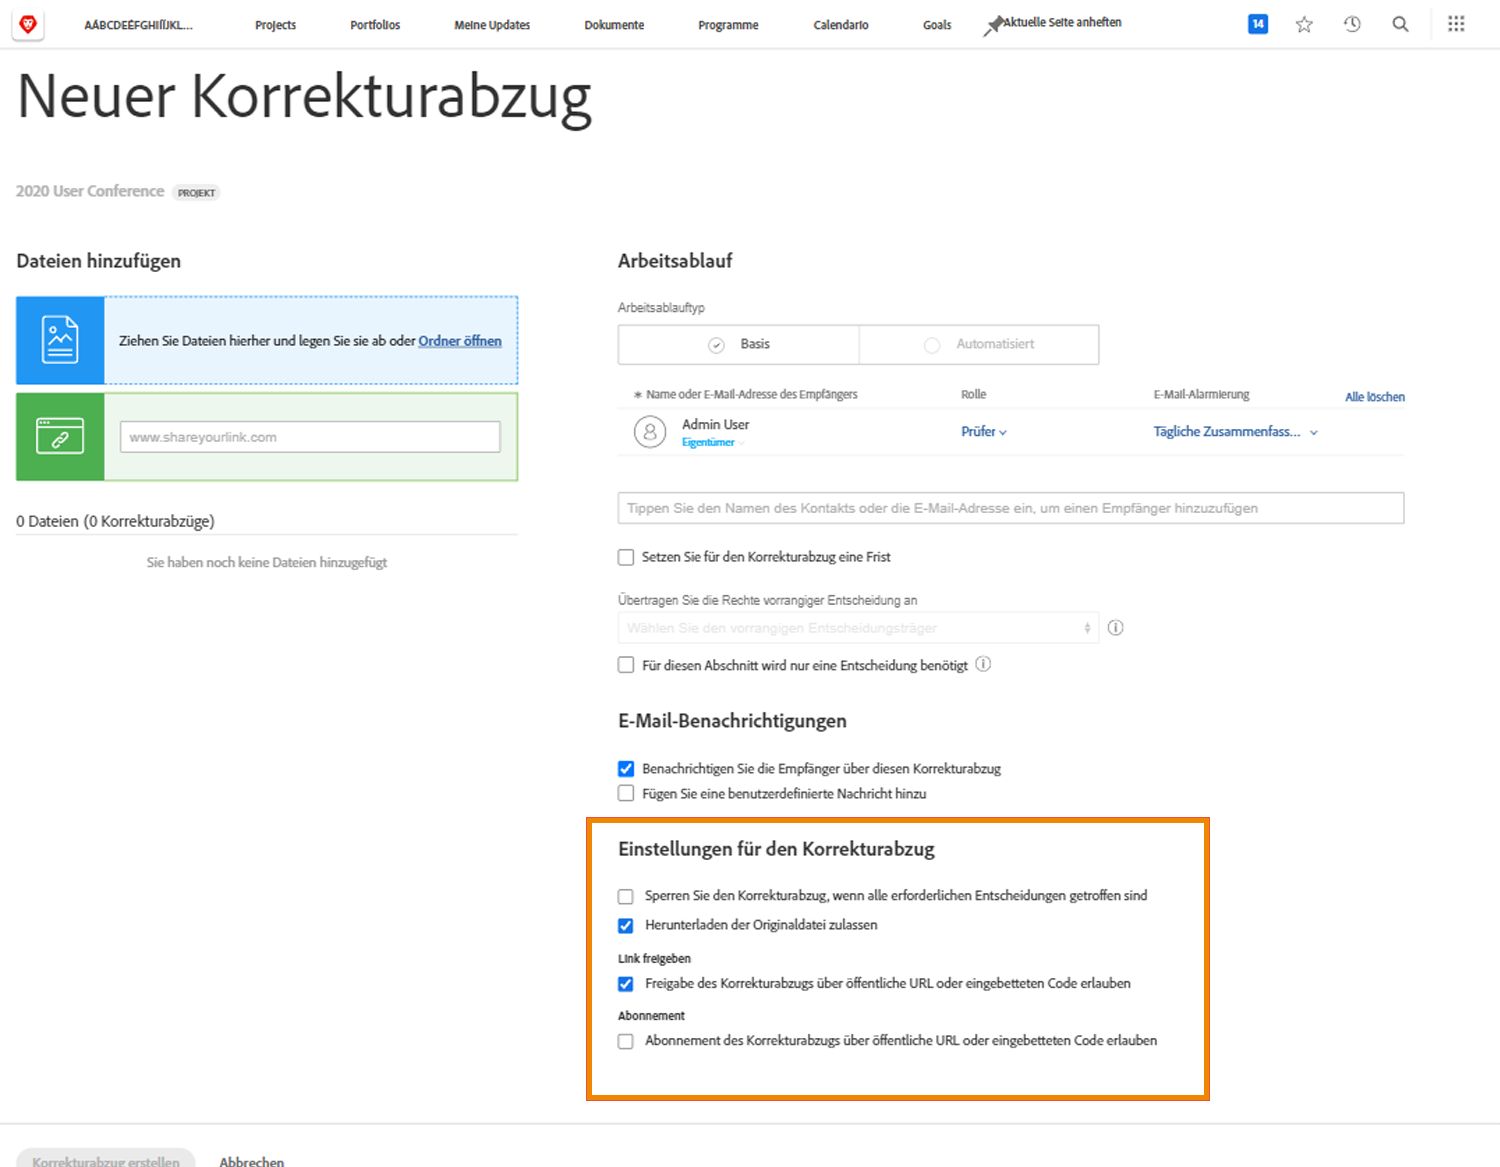 AÁBCDEÉFGHIÍÏJKL...
Projects
Portfolios
Meine Updates
Dokumente
Programme
Calendario
Goals
Aktuelle Seite anheften
14
Neuer Korrekturabzug
2020 User Conference PROJEKT
Dateien hinzufügen
Ziehen Sie Dateien hierher und legen Sie sie ab oder Ordner öffnen
www.shareyourlink.com
0 Dateien (0 Korrekturabzüge)
Sie haben noch keine Dateien hinzugefügt
Arbeitsablauf
Arbeitsablauftyp
Basis
Automatisiert
* Name oder E-Mail-Adresse des Empfängers
Rolle
E-Mail-Alarmierung
Alle löschen
Admin User
Eigentümer
Prüfer
Tägliche Zusammenfass...
Tippen Sie den Namen des Kontakts oder die E-Mail-Adresse ein, um einen Empfänger hinzuzufügen
Setzen Sie für den Korrekturabzug eine Frist
Übertragen Sie die Rechte vorrangiger Entscheidung an
Wählen Sie den vorrangigen Entscheidungsträger
Für diesen Abschnitt wird nur eine Entscheidung benötigt
E-Mail-Benachrichtigungen
Benachrichtigen Sie die Empfänger über diesen Korrekturabzug
Fügen Sie eine benutzerdefinierte Nachricht hinzu
Einstellungen für den Korrekturabzug
Sperren Sie den Korrekturabzug, wenn alle erforderlichen Entscheidungen getroffen sind
Herunterladen der Originaldatei zulassen
Link freigeben
Freigabe des Korrekturabzugs über öffentliche URL oder eingebetteten Code erlauben
Abonnement
Abonnement des Korrekturabzugs über öffentliche URL oder eingebetteten Code erlauben
Korrekturabzug erstellen
Abbrechen